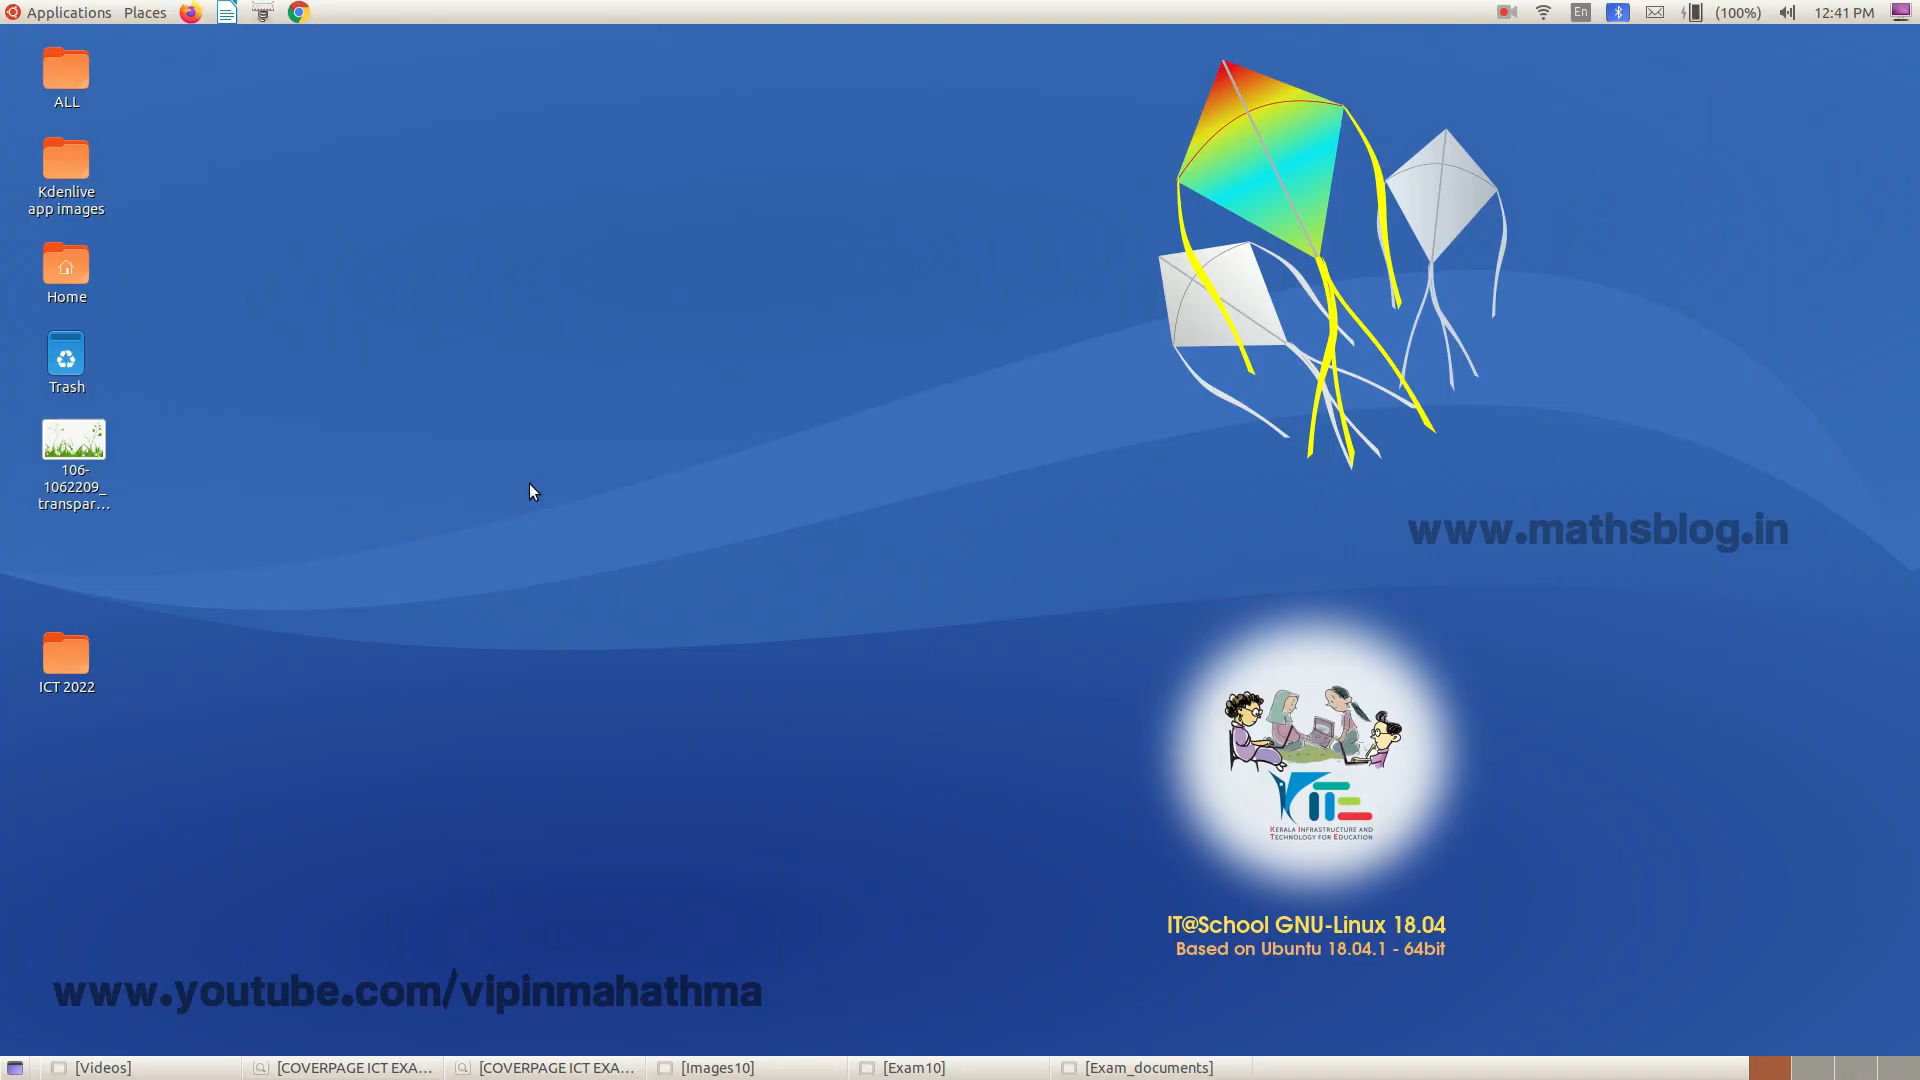 Applications Places
En (100%) 12:41 PM
ALL
Kdenlive
app images
Home
Trash
106-
1062209_
transpar...
ICT 2022
www.mathsblog.in
KERALA INFRASTRUCTURE AND
TECHNOLOGY FOR EDUCATION
IT@School GNU-Linux 18.04
Based on Ubuntu 18.04.1 - 64bit
www.youtube.com/vipinmahathma
[Videos] [COVERPAGE ICT EXA... [COVERPAGE ICT EXA... [Images10] [Exam10] [Exam_documents]